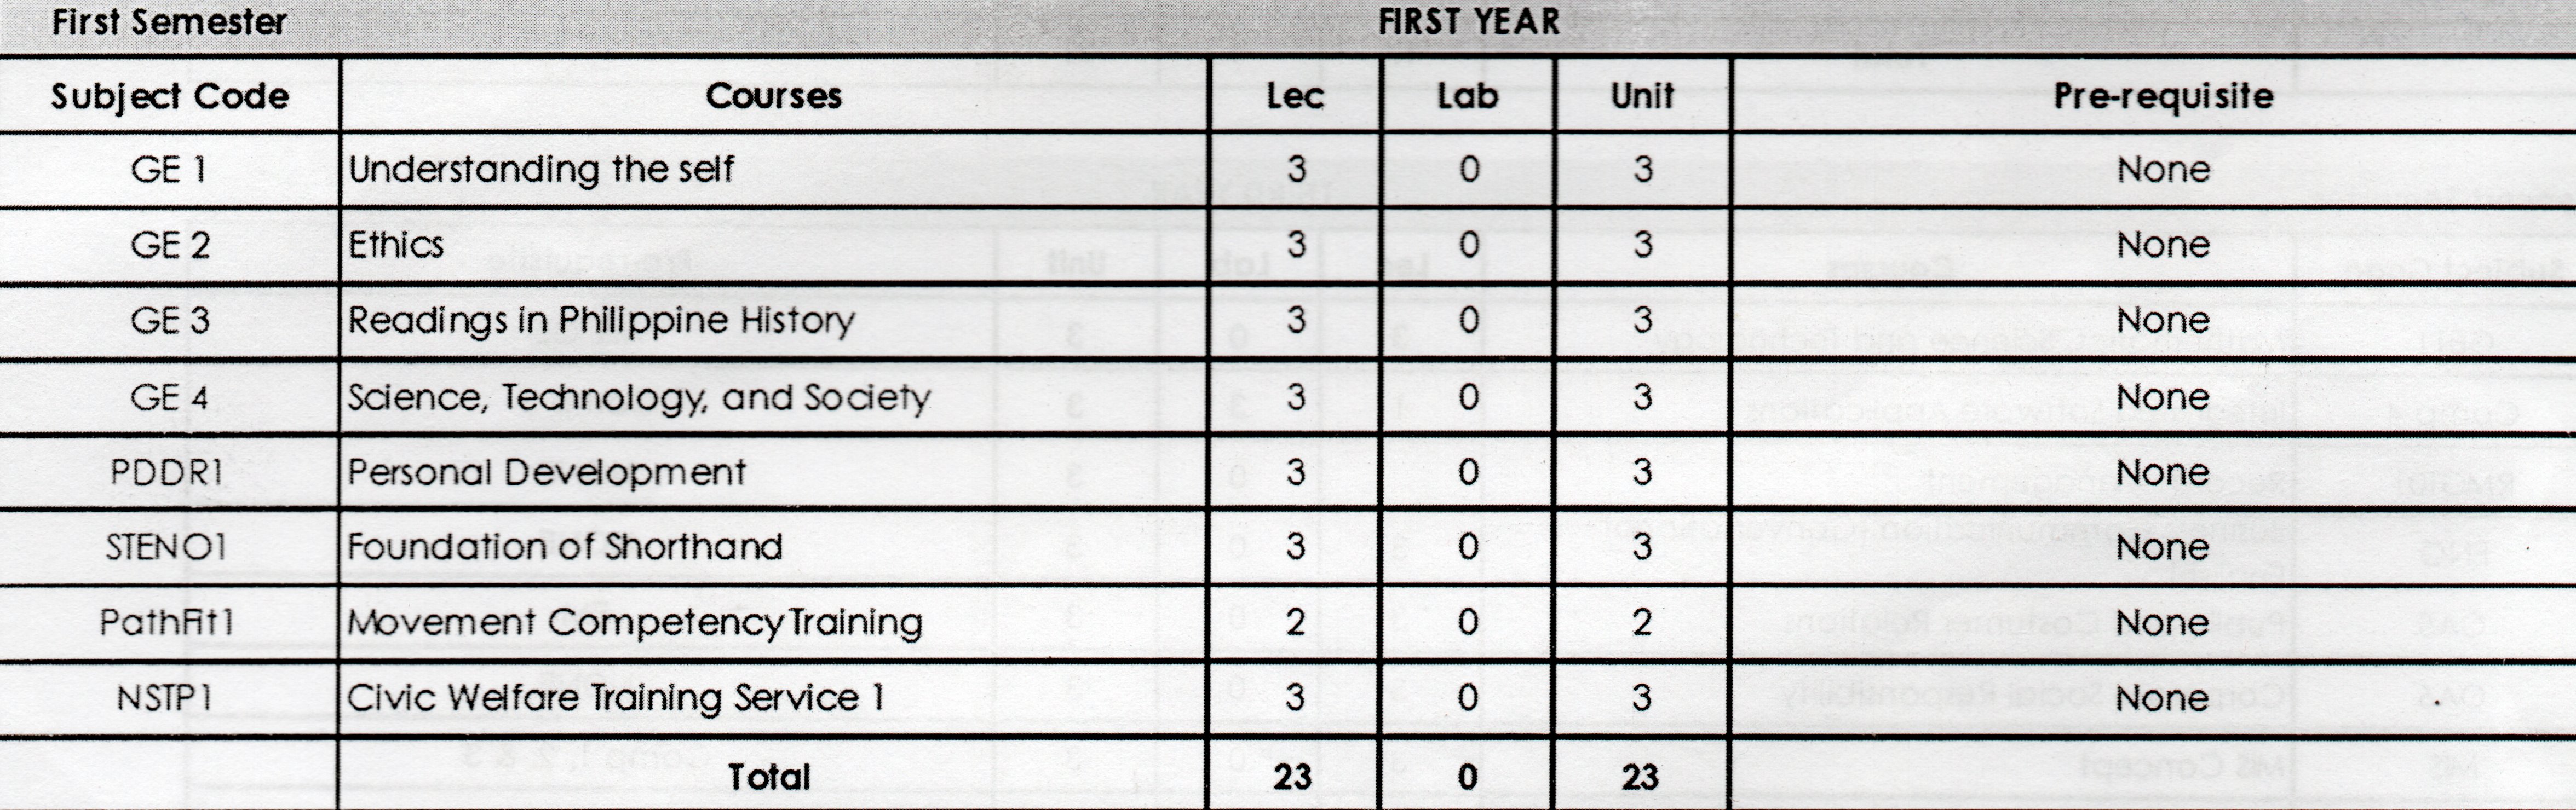 First Semester FIRST YEAR
Subject Code Courses Lec Lab Unit Pre-requisite
GE 1 Understanding the self 3 0 3 None
GE 2 Ethics 3 0 3 None
GE 3 Readings in Philippine History 3 0 3 None
GE 4 Science, Technology, and Society 3 0 3 None
PDDR1 Personal Development 3 0 3 None
STENO1 Foundation of Shorthand 3 0 3 None
PathFit1 Movement Competency Training 2 0 2 None
NSTP1 Civic Welfare Training Service 1 3 0 3 None
Total 23 0 23